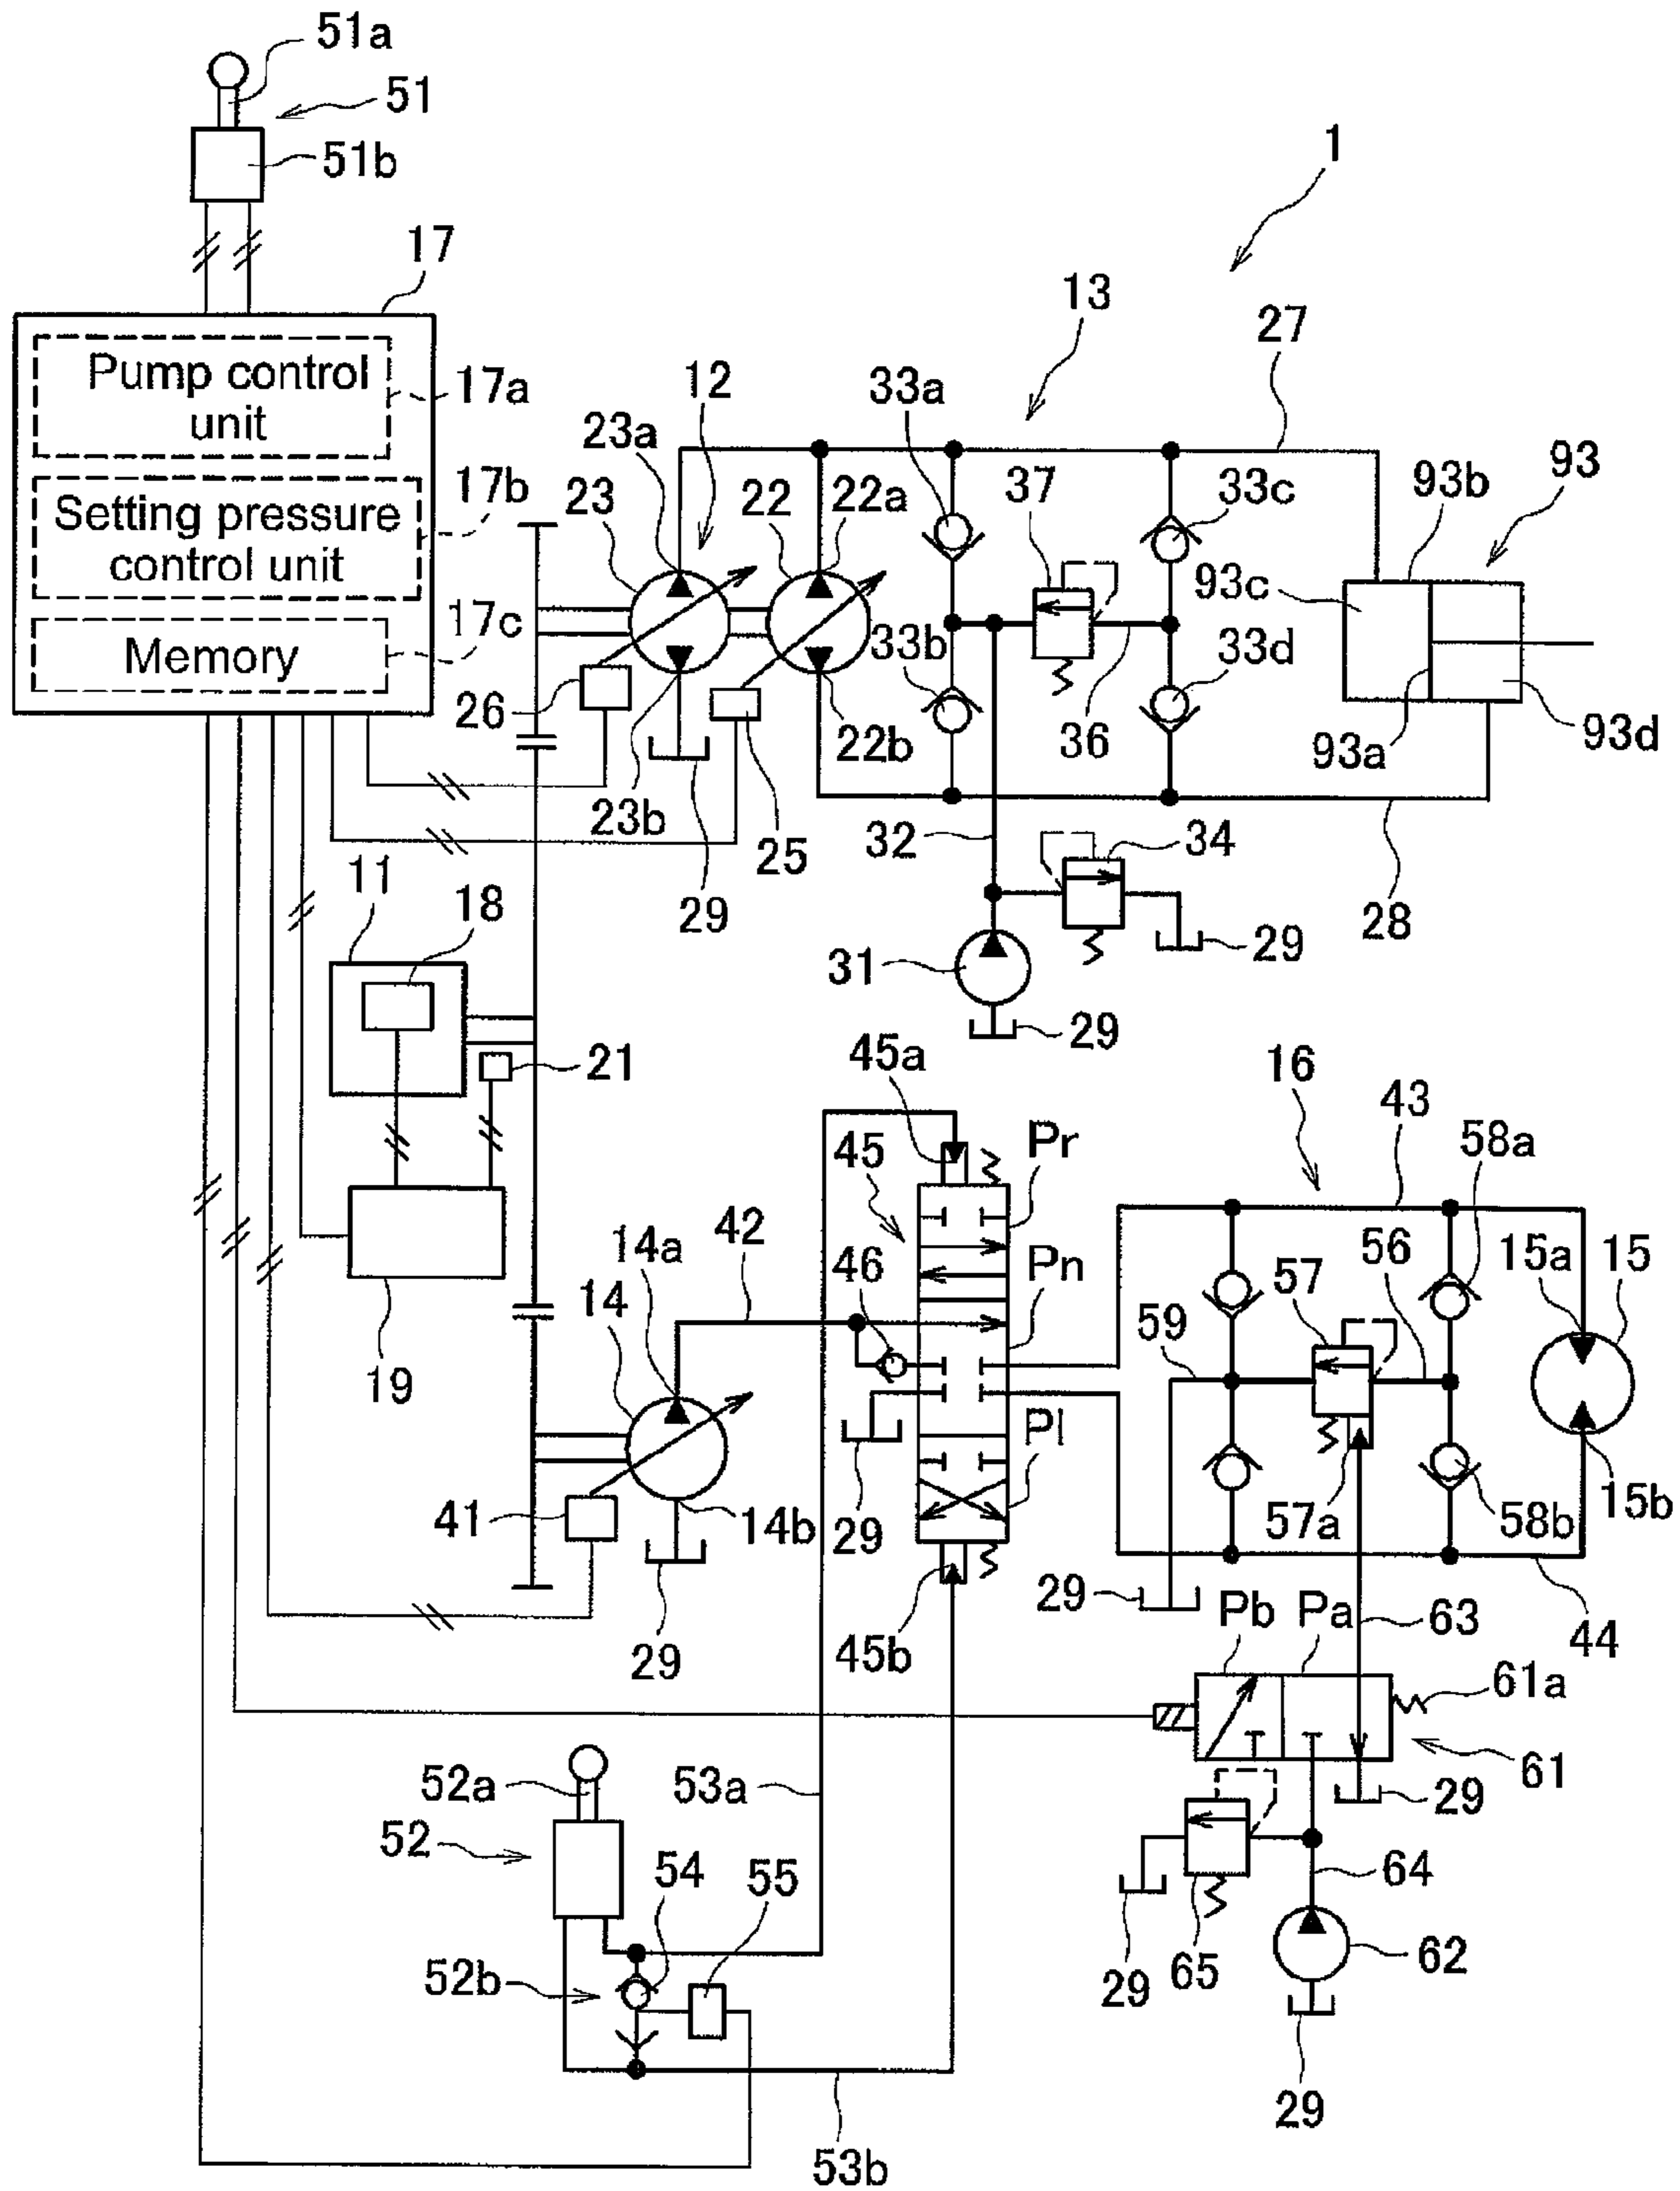 51a
51
51b
1
17
13
27
Pump control
unit
17a
12
33a
23a
37
93b
93
Setting pressure
control unit
17b
23
22
22a
33c
93c
Memory
17c
33b
33d
26
22b
36
93a
93d
23b
32
34
25
11
18
29
28
31
29
29
21
45a
16
43
45
Pr
58a
42
14a
46
Pn
57
56
15a
15
14
59
19
Pl
41
14b
29
57a
58b
15b
29
Pb
Pa
63
44
29
45b
61a
52a
53a
61
29
52
54
55
64
52b
29
65
62
29
53b